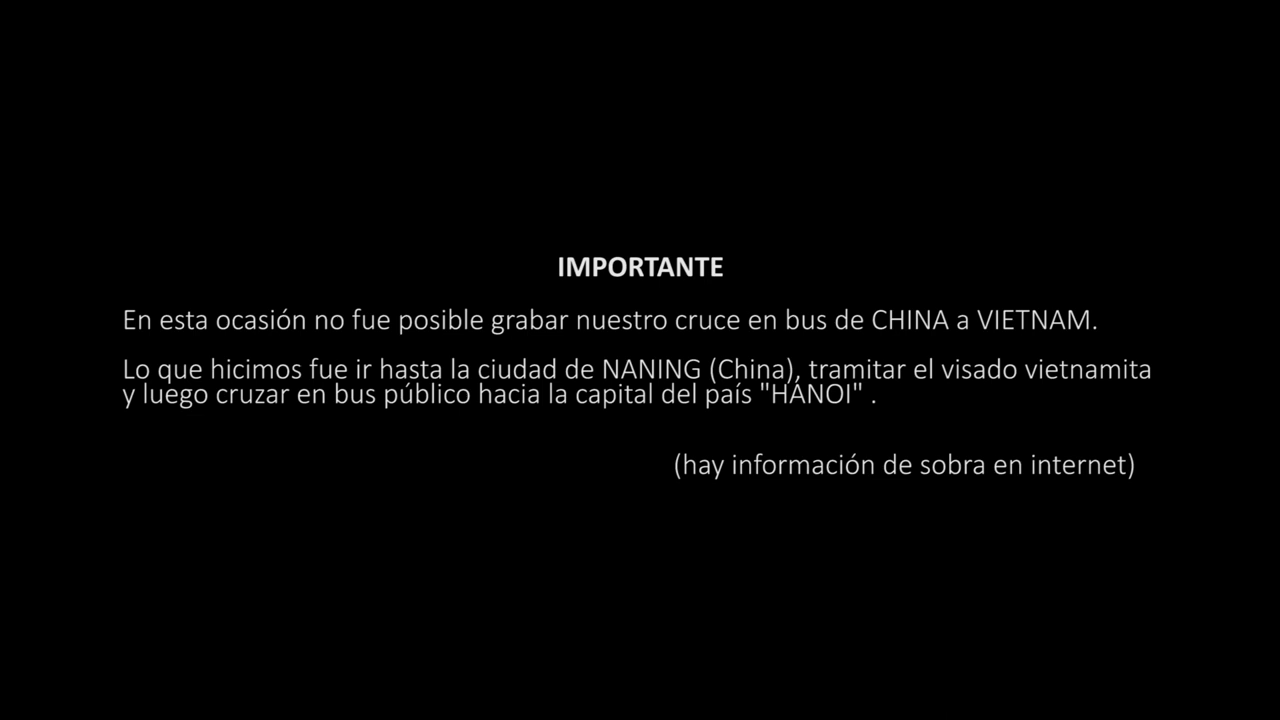 IMPORTANTE
En esta ocasión no fue posible grabar nuestro cruce en bus de CHINA a VIETNAM.
Lo que hicimos fue ir hasta la ciudad de NANING (China), tramitar el visado vietnamita
y luego cruzar en bus público hacia la capital del país "HANOI" .
(hay información de sobra en internet)